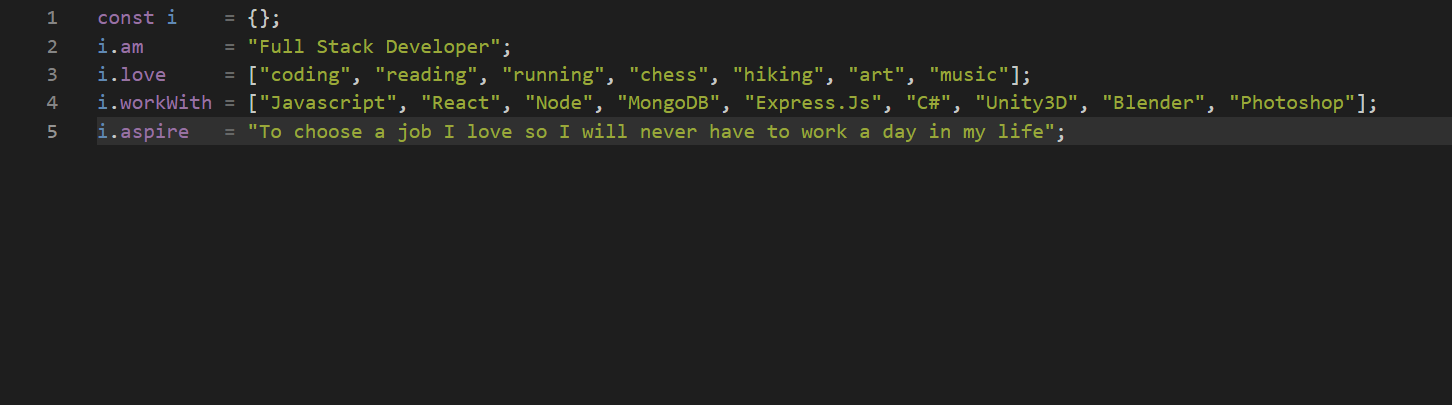 1 const i = {};
2 i.am = "Full Stack Developer";
3 i.love = ["coding", "reading", "running", "chess", "hiking", "art", "music"];
4 i.workWith = ["Javascript", "React", "Node", "MongoDB", "Express.Js", "C#", "Unity3D", "Blender", "Photoshop"];
5 i.aspire = "To choose a job I love so I will never have to work a day in my life";